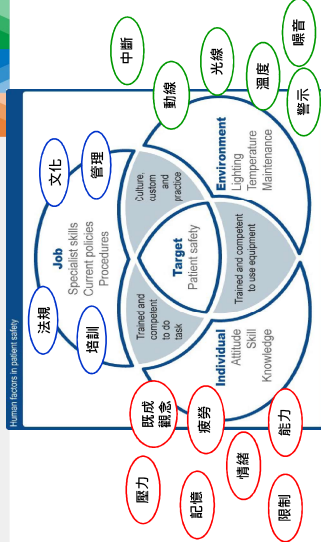 Human factors in patient safety
法規
文化
培訓
管理
Job
Specialist skills
Current policies
Procedures
Trained and
competent
to do
task
Culture,
custom
and
practice
Target
Patient safety
Individual
Attitude
Skill
Knowledge
Trained and competent
to use equipment
Environment
Lighting
Temperature
Maintenance
壓力
既成
觀念
記憶
疲勞
情緒
限制
能力
中斷
動線
光線
溫度
噪音
警示